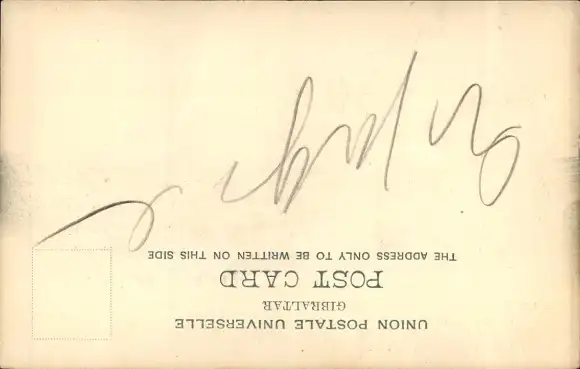 UNION POSTALE UNIVERSELLE
GIBRALTAR
POST CARD
THE ADDRESS ONLY TO BE WRITTEN ON THIS SIDE